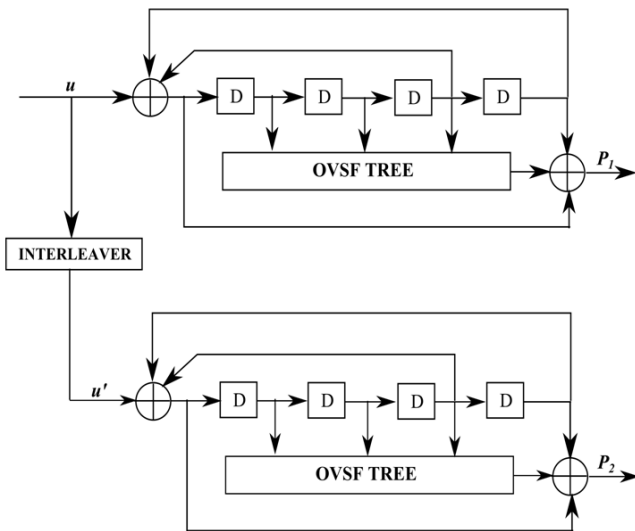 u
D D D D
OVSF TREE
P1
INTERLEAVER
u'
D D D D
OVSF TREE
P2